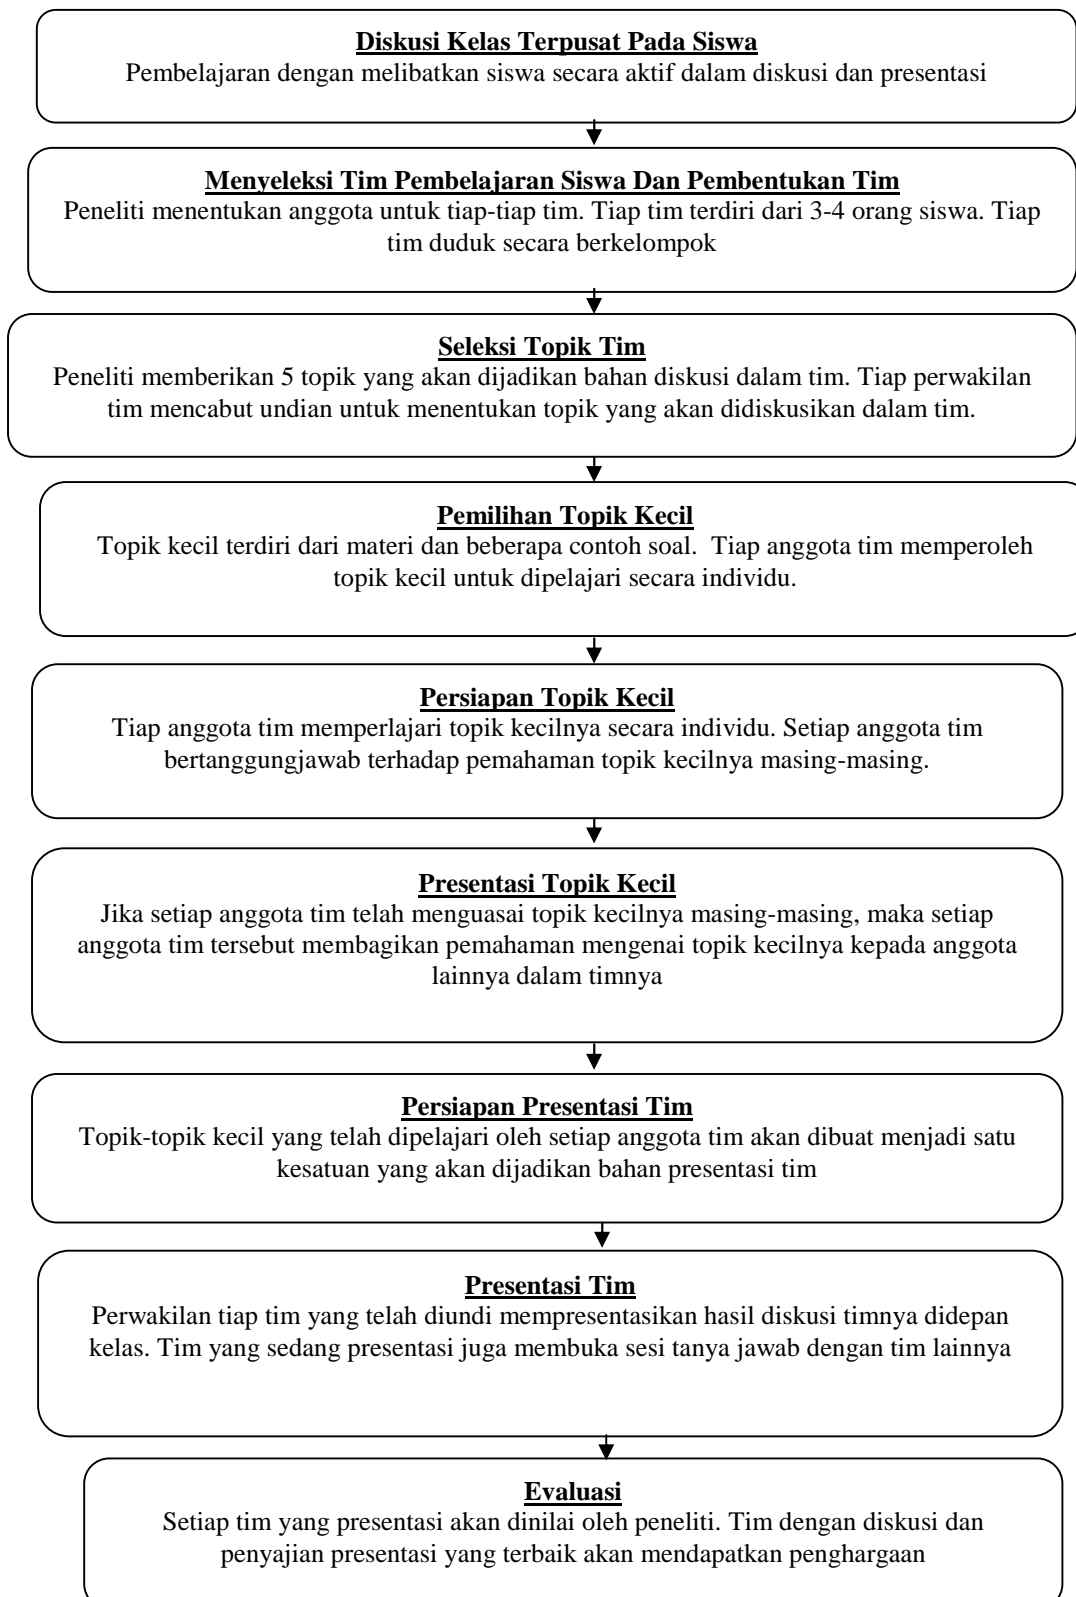 Diskusi Kelas Terpusat Pada Siswa
Pembelajaran dengan melibatkan siswa secara aktif dalam diskusi dan presentasi
Menyeleksi Tim Pembelajaran Siswa Dan Pembentukan Tim
Peneliti menentukan anggota untuk tiap-tiap tim. Tiap tim terdiri dari 3-4 orang siswa. Tiap
tim duduk secara berkelompok
Seleksi Topik Tim
Peneliti memberikan 5 topik yang akan dijadikan bahan diskusi dalam tim. Tiap perwakilan
tim mencabut undian untuk menentukan topik yang akan didiskusikan dalam tim.
Pemilihan Topik Kecil
Topik kecil terdiri dari materi dan beberapa contoh soal.  Tiap anggota tim memperoleh
topik kecil untuk dipelajari secara individu.
Persiapan Topik Kecil
Tiap anggota tim memperlajari topik kecilnya secara individu. Setiap anggota tim
bertanggungjawab terhadap pemahaman topik kecilnya masing-masing.
Presentasi Topik Kecil
Jika setiap anggota tim telah menguasai topik kecilnya masing-masing, maka setiap
anggota tim tersebut membagikan pemahaman mengenai topik kecilnya kepada anggota
lainnya dalam timnya
Persiapan Presentasi Tim
Topik-topik kecil yang telah dipelajari oleh setiap anggota tim akan dibuat menjadi satu
kesatuan yang akan dijadikan bahan presentasi tim
Presentasi Tim
Perwakilan tiap tim yang telah diundi mempresentasikan hasil diskusi timnya didepan
kelas. Tim yang sedang presentasi juga membuka sesi tanya jawab dengan tim lainnya
Evaluasi
Setiap tim yang presentasi akan dinilai oleh peneliti. Tim dengan diskusi dan
penyajian presentasi yang terbaik akan mendapatkan penghargaan